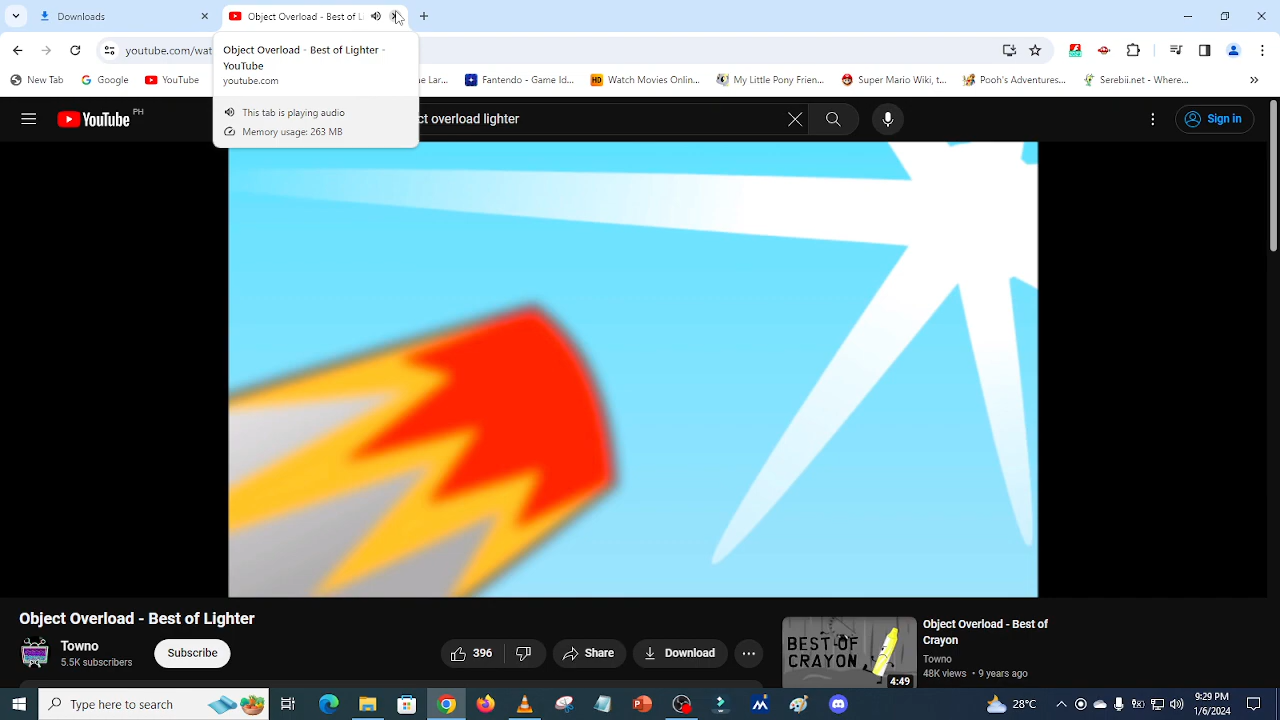 Downloads
Object Overload - Best of L
Object Overload - Best of Lighter -
YouTube
youtube.com
This tab is playing audio
Memory usage: 263 MB
youtube.com/wat
New Tab
Google
YouTube
e Lar...
Fantendo - Game Id...
HD
Watch Movies Onlin...
My Little Pony Frien...
Super Mario Wiki, t...
Pooh's Adventures...
Serebii.net - Where...
YouTube PH
ct overload lighter
Sign in
Object Overload - Best of Lighter
Towno
5.5K subscribers
Subscribe
396
Share
Download
BEST OF
CRAYON
4:49
Object Overload - Best of
Crayon
Towno
48K views • 9 years ago
Type here to search
28°C
9:29 PM
1/6/2024